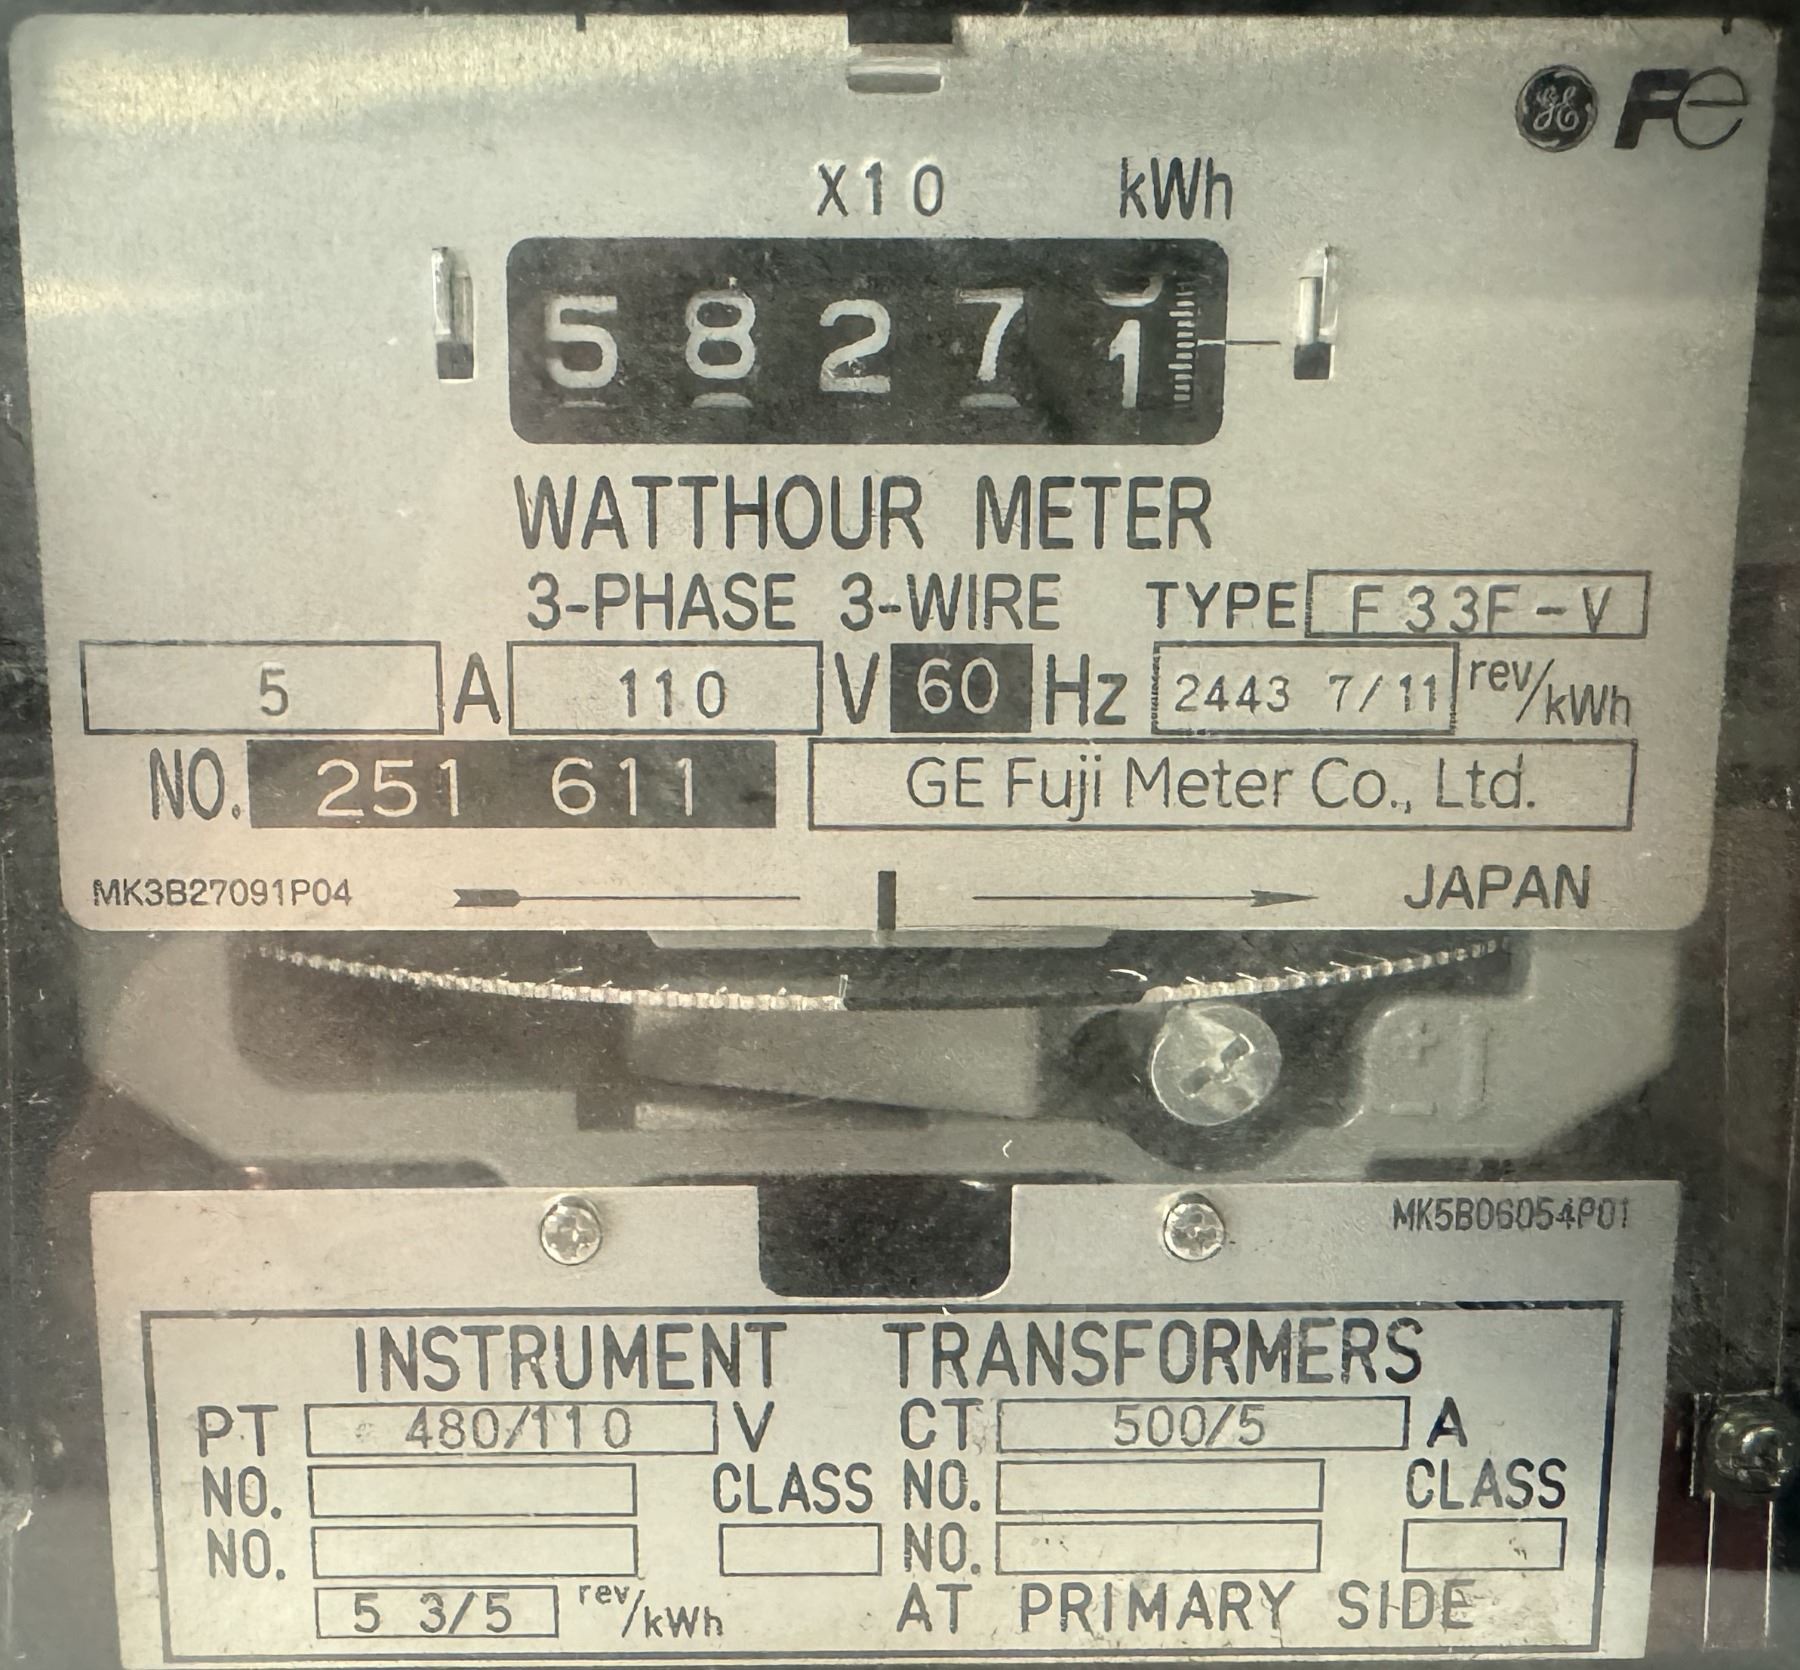 GE Fe
X10 kWh
58271
WATTHOUR METER
3-PHASE 3-WIRE TYPE F33F-V
5 A 110 V 60 Hz 2443 7/11 rev/kWh
NO. 251 611 GE Fuji Meter Co., Ltd.
MK3B27091P04 JAPAN
MK5B06054P01
INSTRUMENT TRANSFORMERS
PT 480/110 V CT 500/5 A
NO. CLASS NO. CLASS
NO. NO.
5 3/5 rev/kWh AT PRIMARY SIDE